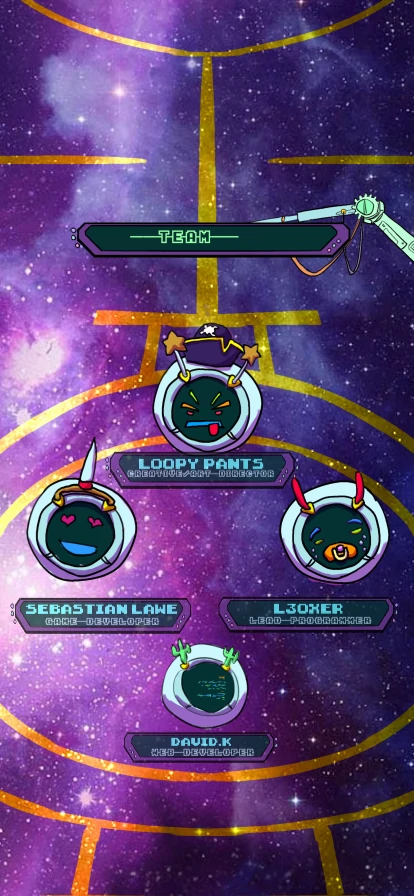 TEAM
LOOPY PANTS
CREATIVE/ART DIRECTOR
SEBASTIAN LAWE
GAME DEVELOPER
L3OXER
LEAD PROGRAMMER
DAVID.K
WEB DEVELOPER